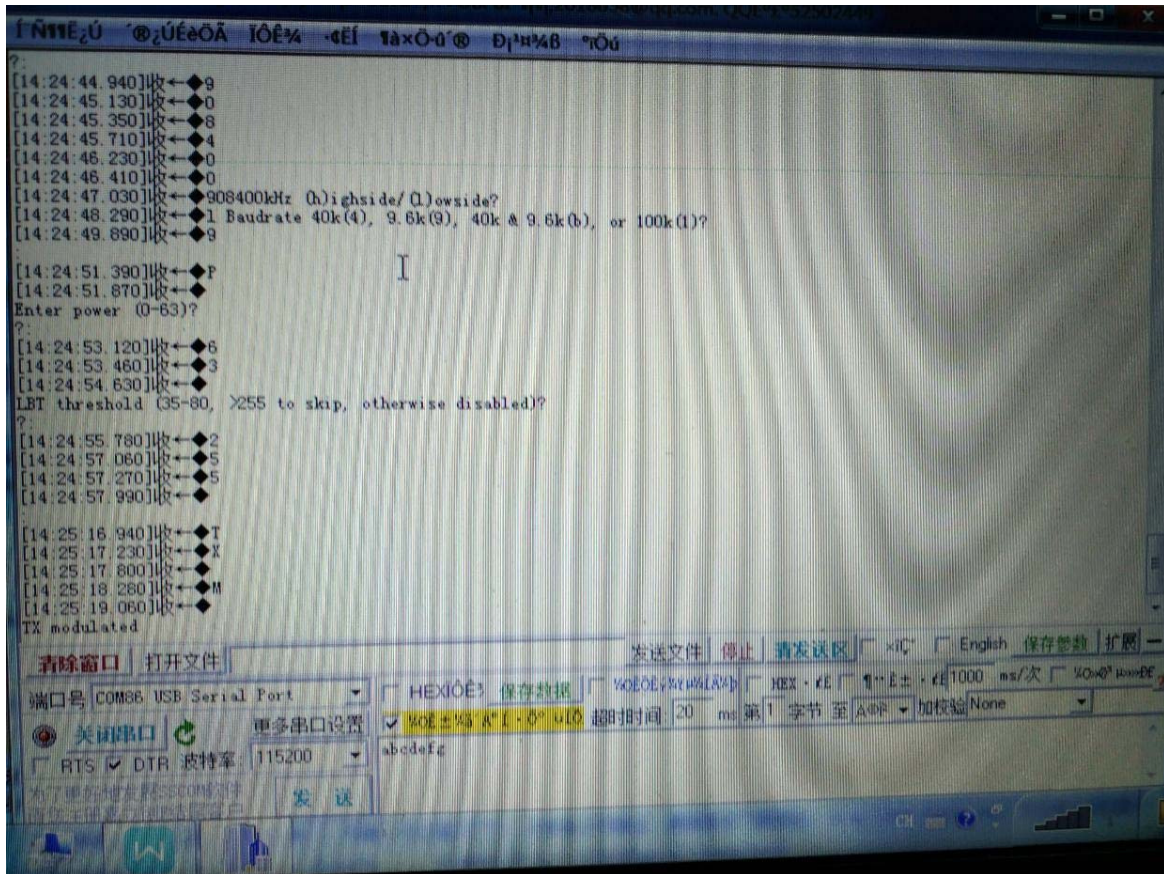 ?:
[14:24:44.940]收←◆9
[14:24:45.130]收←◆0
[14:24:45.350]收←◆8
[14:24:45.710]收←◆4
[14:24:46.230]收←◆0
[14:24:46.410]收←◆0
[14:24:47.030]收←◆908400kHz (h)ighside/(l)owside?
[14:24:48.290]收←◆l Baudrate 40k(4), 9.6k(9), 40k & 9.6k(b), or 100k(1)?
[14:24:49.890]收←◆9
:
[14:24:51.390]收←◆P
[14:24:51.870]收←◆
Enter power (0-63)?
?:
[14:24:53.120]收←◆6
[14:24:53.460]收←◆3
[14:24:54.630]收←◆
LBT threshold (35-80, >255 to skip, otherwise disabled)?
?:
[14:24:55.780]收←◆2
[14:24:57.060]收←◆5
[14:24:57.270]收←◆5
[14:24:57.990]收←◆
:
[14:25:16.940]收←◆T
[14:25:17.230]收←◆X
[14:25:17.800]收←◆
[14:25:18.280]收←◆M
[14:25:19.060]收←◆
TX modulated
清除窗口 打开文件 发送文件 停止 清发送区 English 保存参数 扩展
端口号 COM86 USB Serial Port 保存数据 HEX 1000 ms/次
关闭串口 更多串口设置 超时时间: 20 ms 第 1 字节 至 加校验 None
RTS DTR 波特率: 115200 abcdefg
发 送
CH